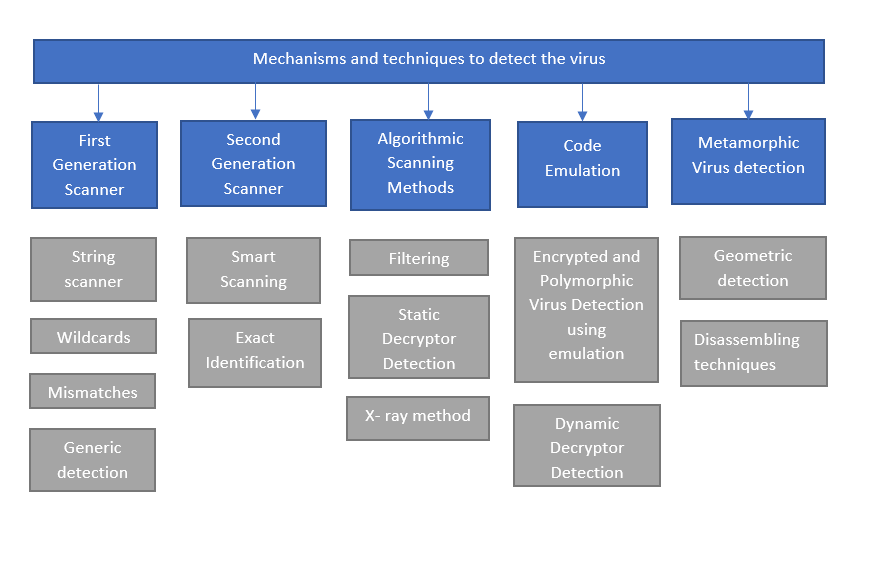 Mechanisms and techniques to detect the virus
First
Generation
Scanner
Second
Generation
Scanner
Algorithmic
Scanning
Methods
Code
Emulation
Metamorphic
Virus detection
String
scanner
Wildcards
Mismatches
Generic
detection
Smart
Scanning
Exact
Identification
Filtering
Static
Decryptor
Detection
X- ray method
Encrypted and
Polymorphic
Virus Detection
using
emulation
Dynamic
Decryptor
Detection
Geometric
detection
Disassembling
techniques